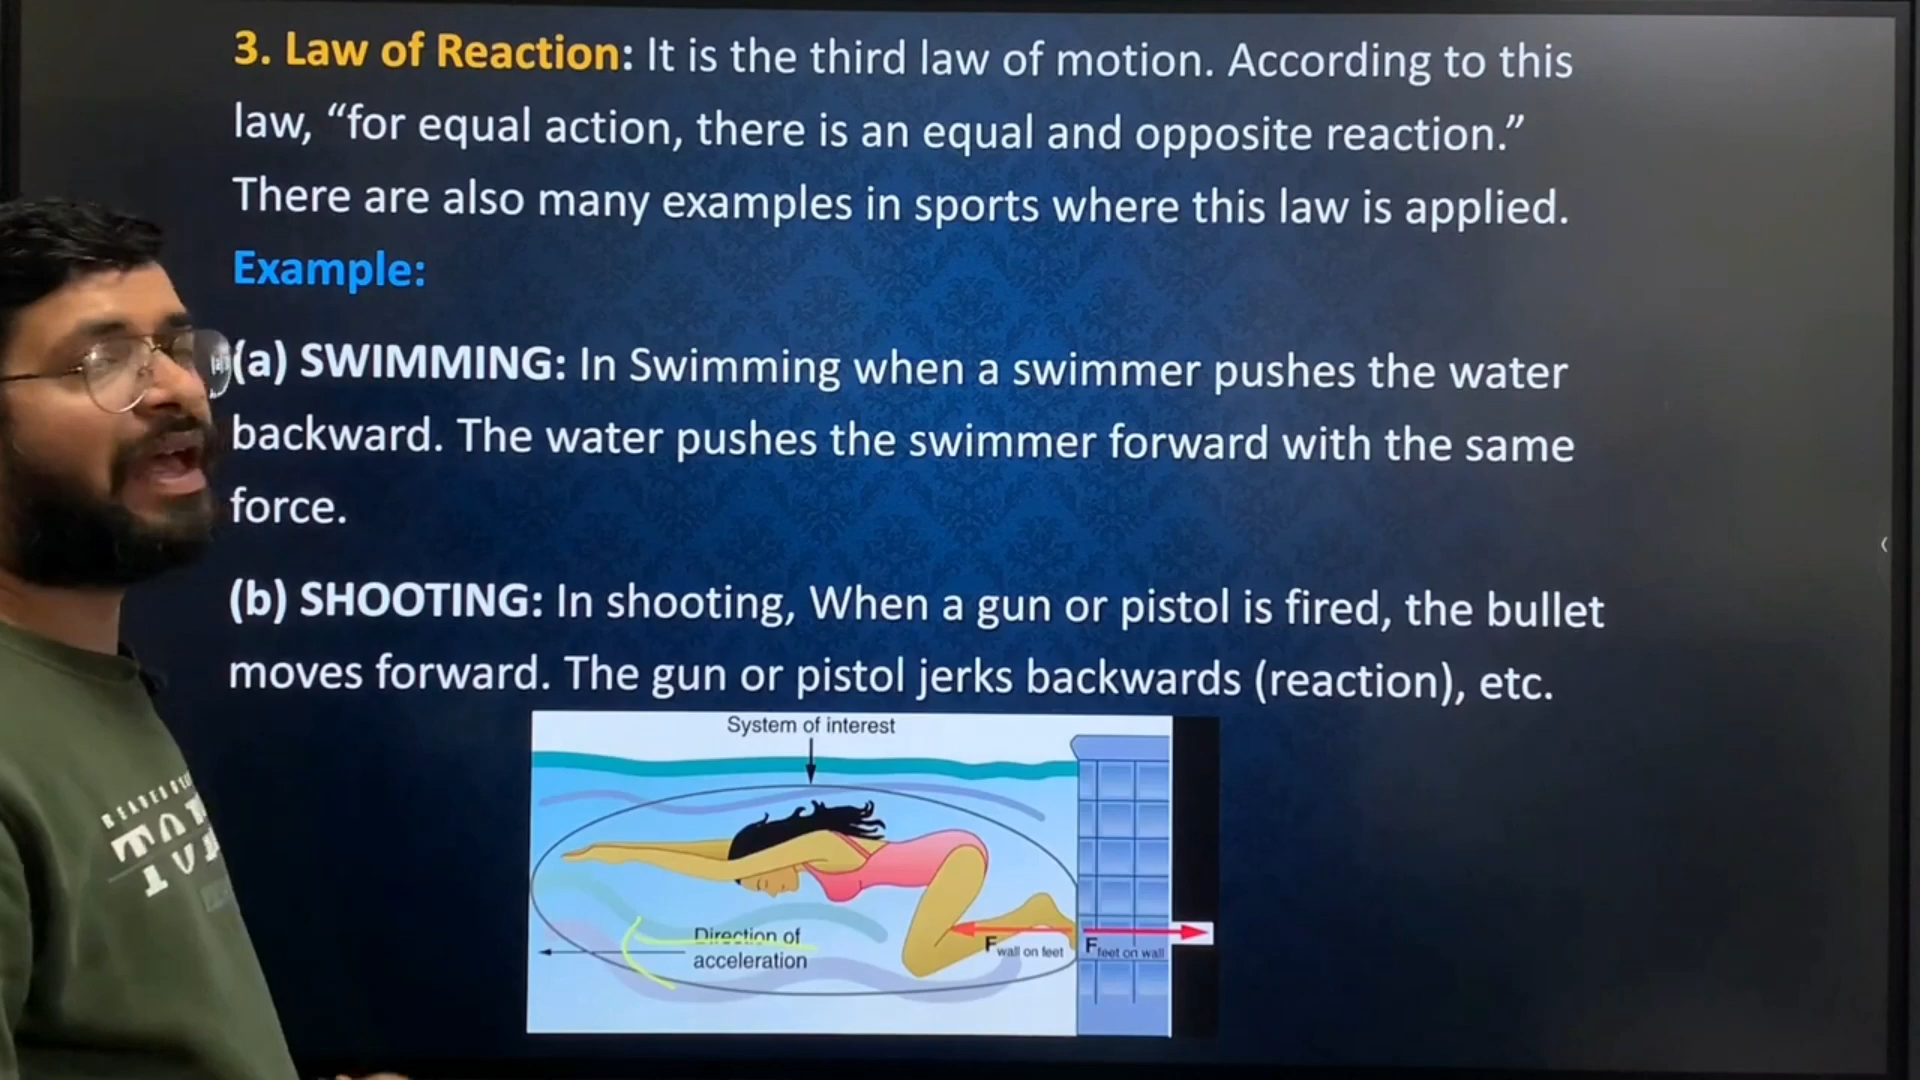 3. Law of Reaction: It is the third law of motion. According to this
law, “for equal action, there is an equal and opposite reaction.”
There are also many examples in sports where this law is applied.
Example:
(a) SWIMMING: In Swimming when a swimmer pushes the water
backward. The water pushes the swimmer forward with the same
force.
(b) SHOOTING: In shooting, When a gun or pistol is fired, the bullet
moves forward. The gun or pistol jerks backwards (reaction), etc.
System of interest
Direction of
acceleration
F wall on feet
F feet on wall